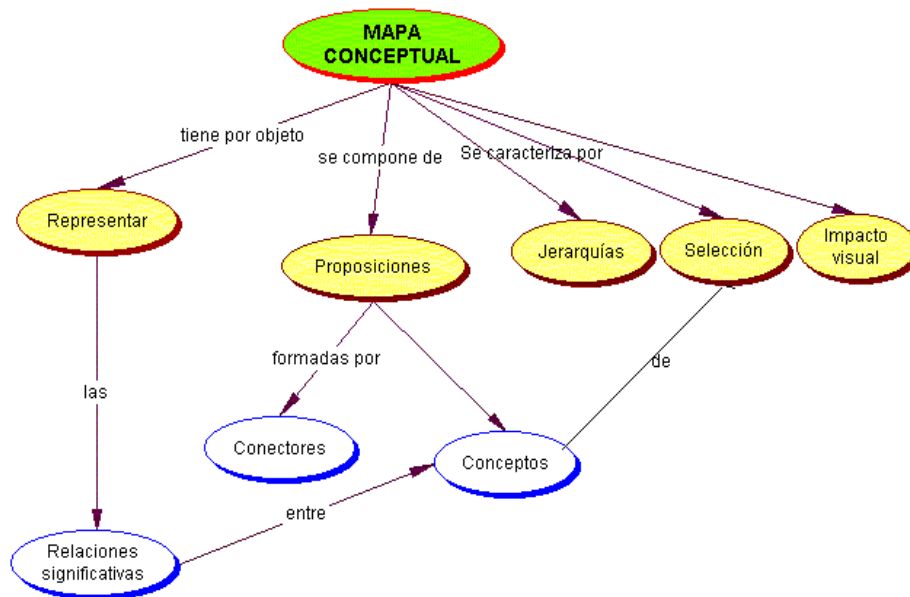 MAPA
CONCEPTUAL
tiene por objeto
se compone de
Se caracteriza por
Representar
Proposiciones
Jerarquías
Selección
Impacto
visual
formadas por
de
las
Conectores
Conceptos
entre
Relaciones
significativas